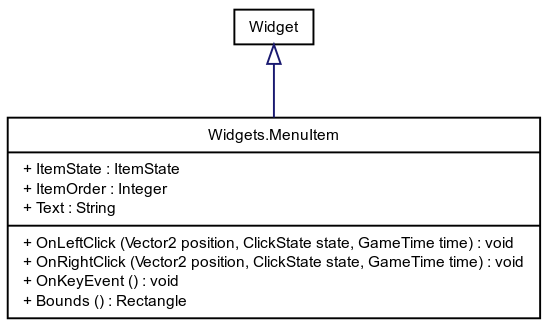 Widget
Widgets.MenuItem
+ ItemState : ItemState
+ ItemOrder : Integer
+ Text : String
+ OnLeftClick (Vector2 position, ClickState state, GameTime time) : void
+ OnRightClick (Vector2 position, ClickState state, GameTime time) : void
+ OnKeyEvent () : void
+ Bounds () : Rectangle